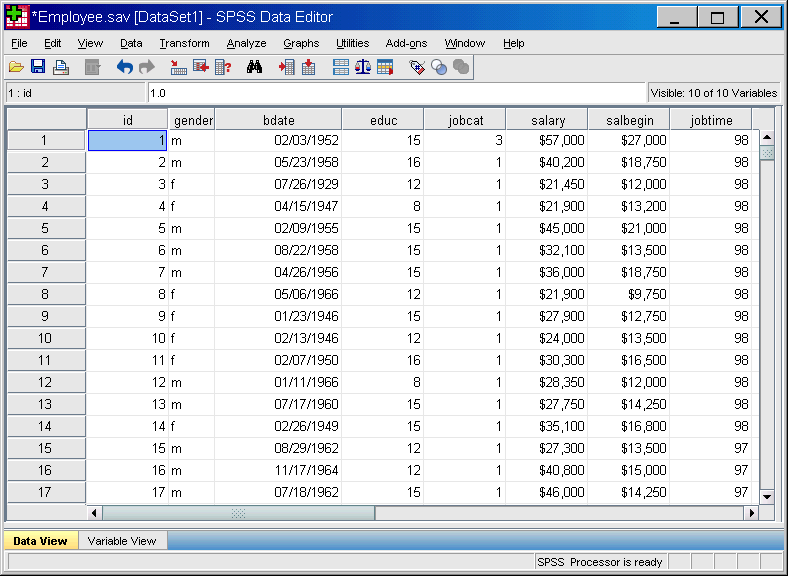 *Employee.sav [DataSet1] - SPSS Data Editor
File Edit View Data Transform Analyze Graphs Utilities Add-ons Window Help
1 : id 1.0 Visible: 10 of 10 Variables
id gender bdate educ jobcat salary salbegin jobtime
1 1 m 02/03/1952 15 3 $57,000 $27,000 98
2 2 m 05/23/1958 16 1 $40,200 $18,750 98
3 3 f 07/26/1929 12 1 $21,450 $12,000 98
4 4 f 04/15/1947 8 1 $21,900 $13,200 98
5 5 m 02/09/1955 15 1 $45,000 $21,000 98
6 6 m 08/22/1958 15 1 $32,100 $13,500 98
7 7 m 04/26/1956 15 1 $36,000 $18,750 98
8 8 f 05/06/1966 12 1 $21,900 $9,750 98
9 9 f 01/23/1946 15 1 $27,900 $12,750 98
10 10 f 02/13/1946 12 1 $24,000 $13,500 98
11 11 f 02/07/1950 16 1 $30,300 $16,500 98
12 12 m 01/11/1966 8 1 $28,350 $12,000 98
13 13 m 07/17/1960 15 1 $27,750 $14,250 98
14 14 f 02/26/1949 15 1 $35,100 $16,800 98
15 15 m 08/29/1962 12 1 $27,300 $13,500 97
16 16 m 11/17/1964 12 1 $40,800 $15,000 97
17 17 m 07/18/1962 15 1 $46,000 $14,250 97
Data View Variable View
SPSS Processor is ready